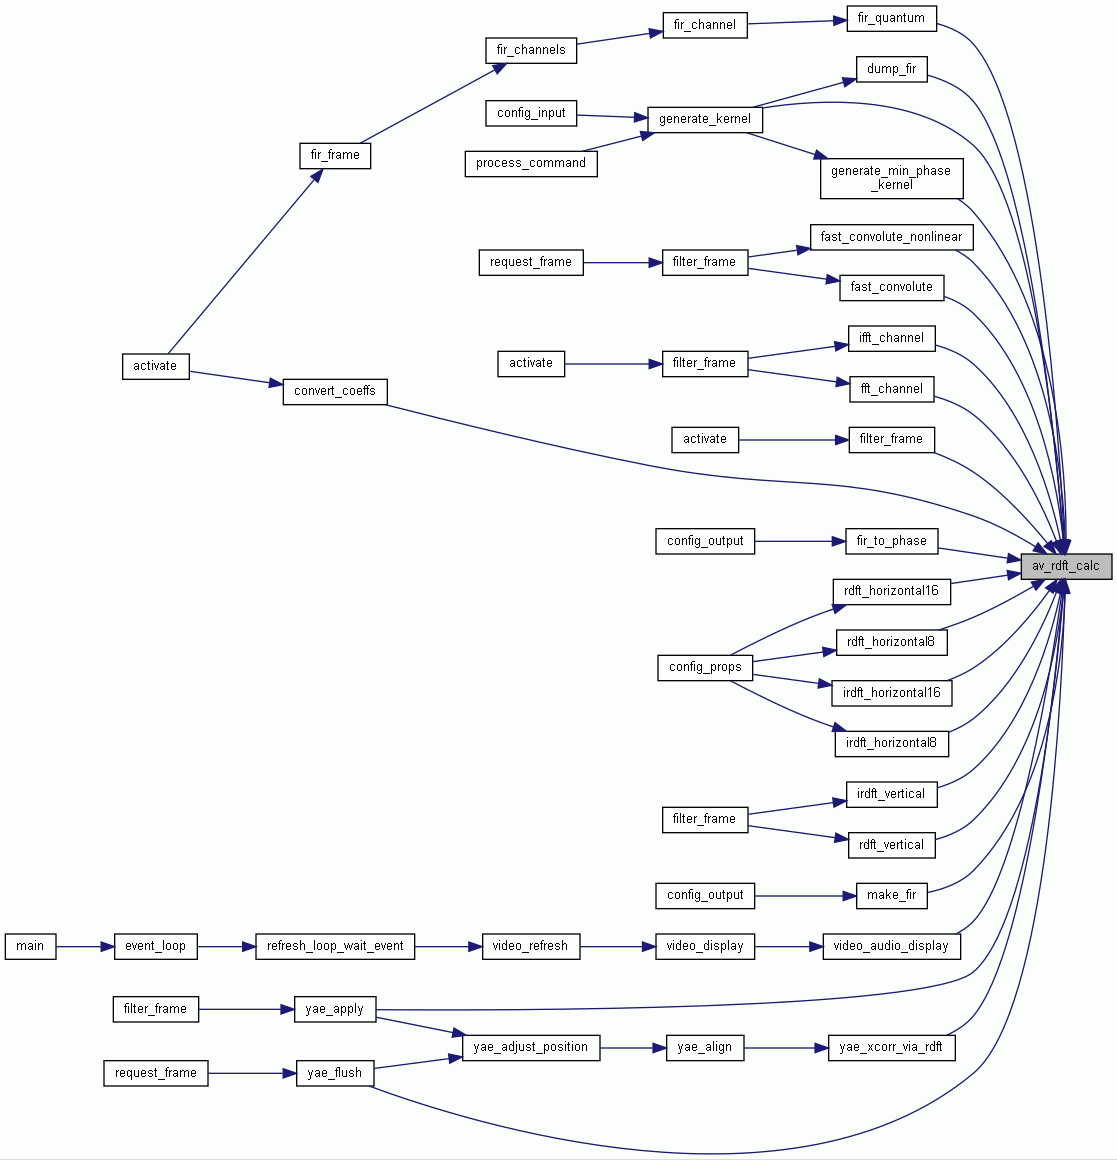 fir_quantum
fir_channel
fir_channels
dump_fir
config_input
generate_kernel
fir_frame
process_command
generate_min_phase
_kernel
fast_convolute_nonlinear
request_frame
filter_frame
fast_convolute
ifft_channel
activate
activate
filter_frame
convert_coeffs
fft_channel
activate
filter_frame
config_output
fir_to_phase
av_rdft_calc
rdft_horizontal16
rdft_horizontal8
config_props
irdft_horizontal16
irdft_horizontal8
irdft_vertical
filter_frame
rdft_vertical
config_output
make_fir
main
event_loop
refresh_loop_wait_event
video_refresh
video_display
video_audio_display
filter_frame
yae_apply
yae_adjust_position
yae_align
yae_xcorr_via_rdft
request_frame
yae_flush